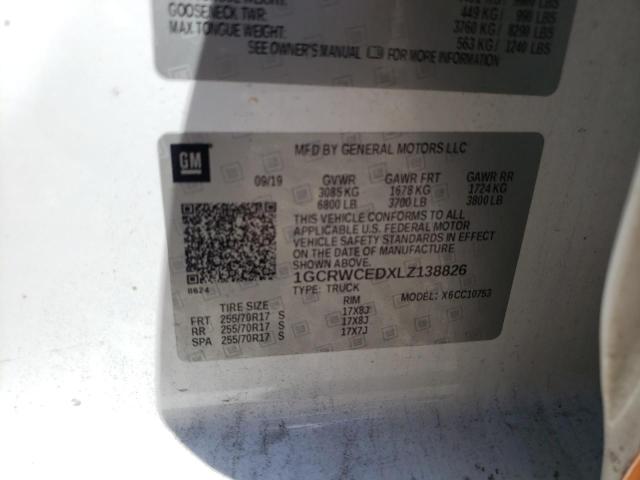 GOOSENECK TWR: 449 KG / 990 LBS
MAX TONGUE WEIGHT: 3760 KG / 8290 LBS
563 KG / 1240 LBS
SEE OWNER'S MANUAL FOR MORE INFORMATION
GM
MFD BY GENERAL MOTORS LLC
09/19 GVWR GAWR FRT GAWR RR
3085 KG 1678 KG 1724 KG
6800 LB 3700 LB 3800 LB
THIS VEHICLE CONFORMS TO ALL
APPLICABLE U.S. FEDERAL MOTOR
VEHICLE SAFETY STANDARDS IN EFFECT
ON THE DATE OF MANUFACTURE
SHOWN ABOVE
1GCRWCEDXLZ138826
8624
TYPE: TRUCK MODEL: X6CC10753
TIRE SIZE RIM
FRT 255/70R17 S 17X8J
RR 255/70R17 S 17X8J
SPA 255/70R17 S 17X7J